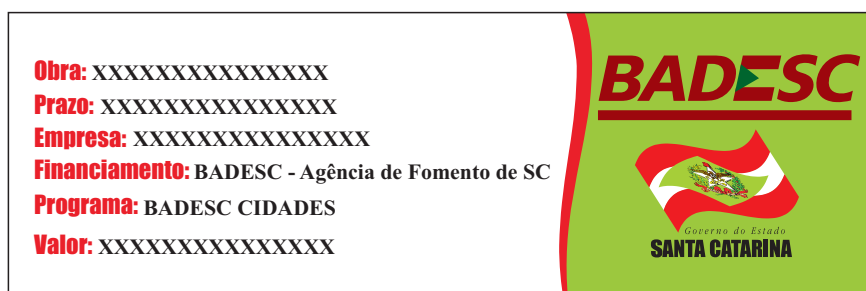 Obra: XXXXXXXXXXXXXXX
Prazo: XXXXXXXXXXXXXXX
Empresa: XXXXXXXXXXXXXXX
Financiamento: BADESC - Agência de Fomento de SC
Programa: BADESC CIDADES
Valor: XXXXXXXXXXXXXXX
BADESC
Governo do Estado
SANTA CATARINA